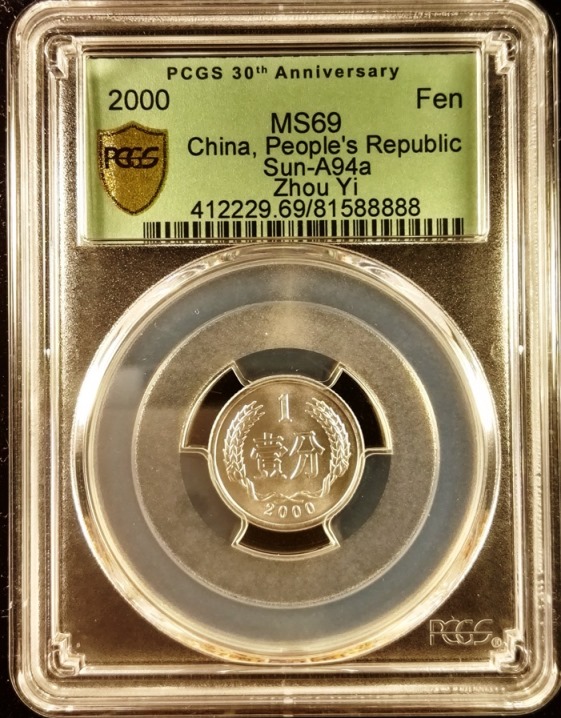 PCGS 30th Anniversary
2000 Fen
MS69
PCGS China, People's Republic
Sun-A94a
Zhou Yi
412229.69/81588888
1
壹分
2000
PCGS®